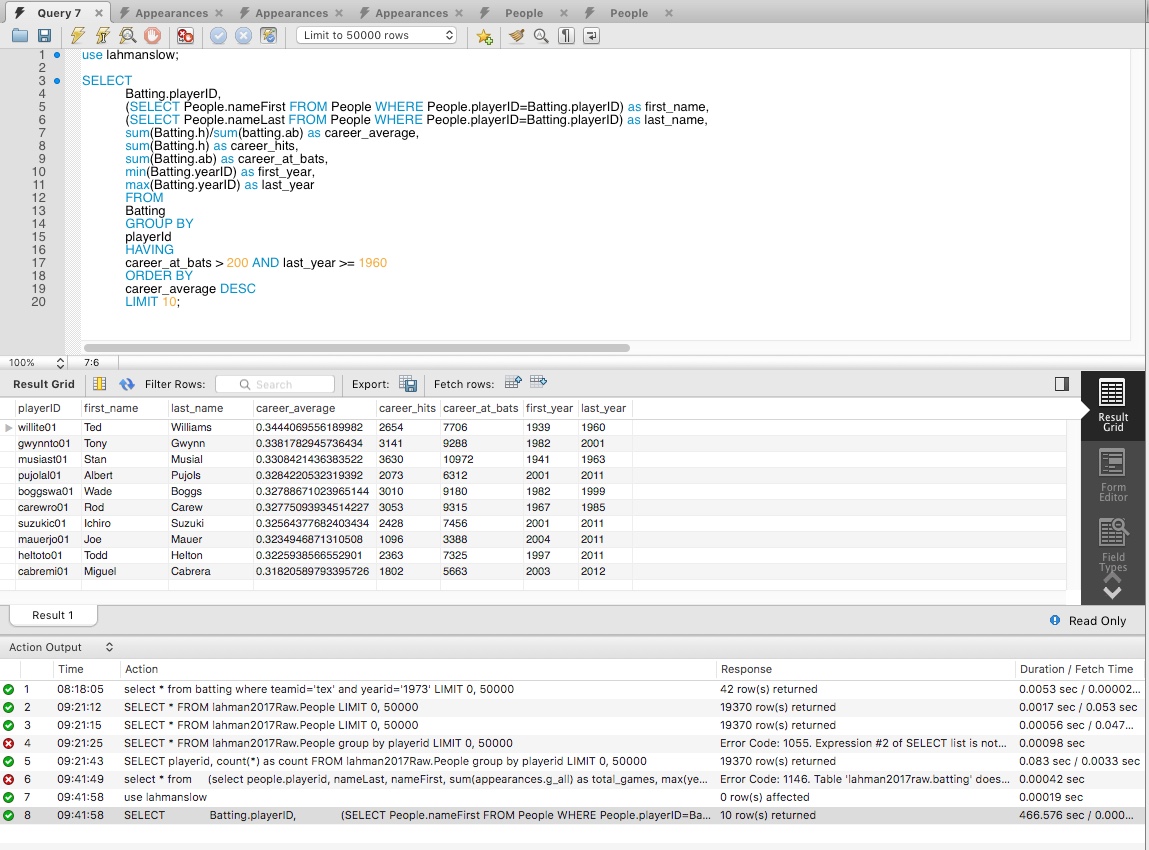 Query 7 × Appearances × Appearances × Appearances × People × People ×
Limit to 50000 rows
1 use lahmanslow;
2
3 SELECT
4 Batting.playerID,
5 (SELECT People.nameFirst FROM People WHERE People.playerID=Batting.playerID) as first_name,
6 (SELECT People.nameLast FROM People WHERE People.playerID=Batting.playerID) as last_name,
7 sum(Batting.h)/sum(batting.ab) as career_average,
8 sum(Batting.h) as career_hits,
9 sum(Batting.ab) as career_at_bats,
10 min(Batting.yearID) as first_year,
11 max(Batting.yearID) as last_year
12 FROM
13 Batting
14 GROUP BY
15 playerId
16 HAVING
17 career_at_bats > 200 AND last_year >= 1960
18 ORDER BY
19 career_average DESC
20 LIMIT 10;
100% 7:6
Result Grid Filter Rows: Search Export: Fetch rows:
playerID first_name last_name career_average career_hits career_at_bats first_year last_year
willite01 Ted Williams 0.3444069556189982 2654 7706 1939 1960
gwynnto01 Tony Gwynn 0.3381782945736434 3141 9288 1982 2001
musiast01 Stan Musial 0.3308421436383522 3630 10972 1941 1963
pujolal01 Albert Pujols 0.3284220532319392 2073 6312 2001 2011
boggswa01 Wade Boggs 0.32788671023965144 3010 9180 1982 1999
carewro01 Rod Carew 0.32775093934514227 3053 9315 1967 1985
suzukic01 Ichiro Suzuki 0.32564377682403434 2428 7456 2001 2011
mauerjo01 Joe Mauer 0.3234946871310508 1096 3388 2004 2011
heltoto01 Todd Helton 0.3225938566552901 2363 7325 1997 2011
cabremi01 Miguel Cabrera 0.31820589793395726 1802 5663 2003 2012
Result
Grid
Form
Editor
Field
Types
Result 1
Read Only
Action Output
Time Action Response Duration / Fetch Time
1 08:18:05 select * from batting where teamid='tex' and yearid='1973' LIMIT 0, 50000 42 row(s) returned 0.0053 sec / 0.00002...
2 09:21:12 SELECT * FROM lahman2017Raw.People LIMIT 0, 50000 19370 row(s) returned 0.0017 sec / 0.053 sec
3 09:21:15 SELECT * FROM lahman2017Raw.People LIMIT 0, 50000 19370 row(s) returned 0.00056 sec / 0.047...
4 09:21:25 SELECT * FROM lahman2017Raw.People group by playerid LIMIT 0, 50000 Error Code: 1055. Expression #2 of SELECT list is not... 0.00098 sec
5 09:21:43 SELECT playerid, count(*) as count FROM lahman2017Raw.People group by playerid LIMIT 0, 50000 19370 row(s) returned 0.083 sec / 0.0033 sec
6 09:41:49 select * from (select people.playerid, nameLast, nameFirst, sum(appearances.g_all) as total_games, max(ye... Error Code: 1146. Table 'lahman2017raw.batting' does... 0.00042 sec
7 09:41:58 use lahmanslow 0 row(s) affected 0.00019 sec
8 09:41:58 SELECT Batting.playerID, (SELECT People.nameFirst FROM People WHERE People.playerID=Ba... 10 row(s) returned 466.576 sec / 0.000...